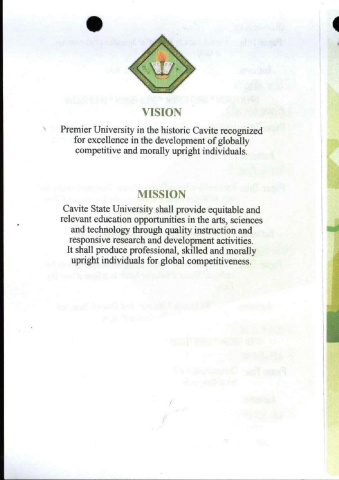 VISION
Premier University in the historic Cavite recognized
for excellence in the development of globally
competitive and morally upright individuals.
MISSION
Cavite State University shall provide equitable and
relevant education opportunities in the arts, sciences
and technology through quality instruction and
responsive research and development activities.
It shall produce professional, skilled and morally
upright individuals for global competitiveness.